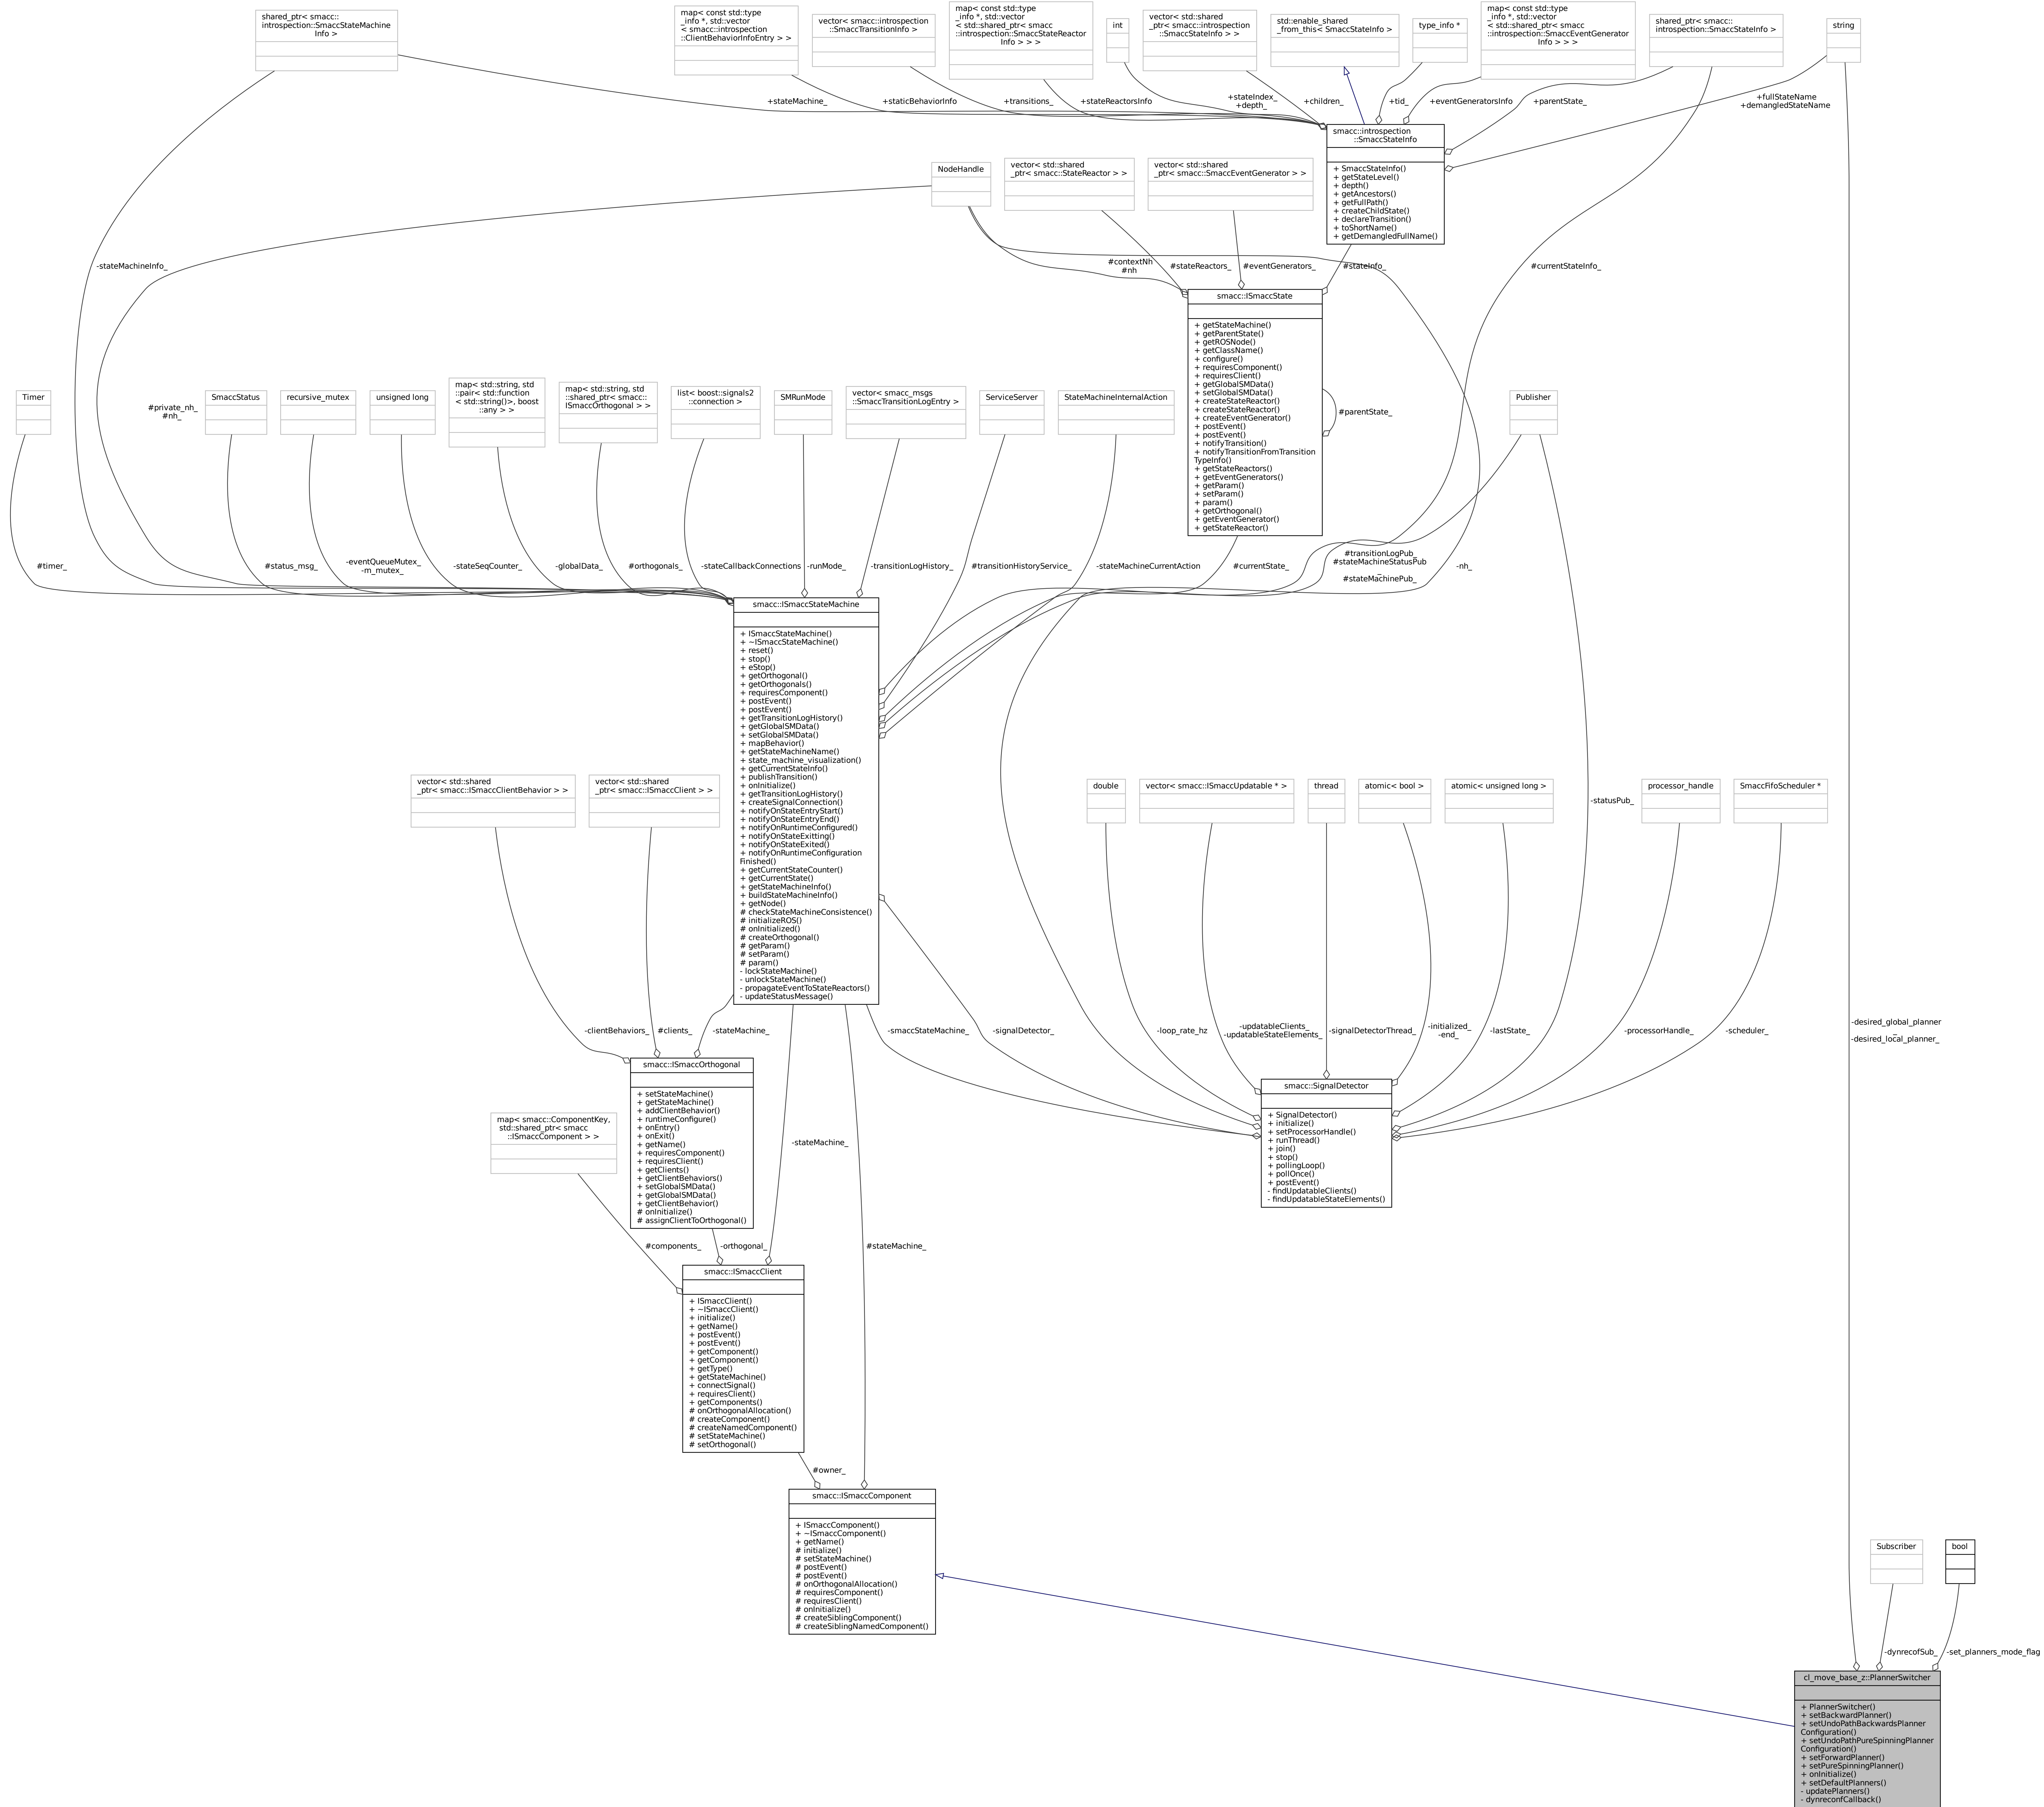 shared_ptr< smacc::
introspection::SmaccStateMachine
Info >
map< const std::type
_info *, std::vector
< smacc::introspection
::ClientBehaviorInfoEntry > >
vector< smacc::introspection
::SmaccTransitionInfo >
map< const std::type
_info *, std::vector
< std::shared_ptr< smacc
::introspection::SmaccStateReactor
Info > > >
int
vector< std::shared
_ptr< smacc::introspection
::SmaccStateInfo > >
std::enable_shared
_from_this< SmaccStateInfo >
type_info *
map< const std::type
_info *, std::vector
< std::shared_ptr< smacc
::introspection::SmaccEventGenerator
Info > > >
shared_ptr< smacc::
introspection::SmaccStateInfo >
string
+stateMachine_
+staticBehaviorInfo
+transitions_
+stateReactorsInfo
+stateIndex_
+depth_
+children_
+tid_
+eventGeneratorsInfo
+parentState_
+fullStateName
+demangledStateName
smacc::introspection
::SmaccStateInfo
+ SmaccStateInfo()
+ getStateLevel()
+ depth()
+ getAncestors()
+ getFullPath()
+ createChildState()
+ declareTransition()
+ toShortName()
+ getDemangledFullName()
NodeHandle
vector< std::shared
_ptr< smacc::StateReactor > >
vector< std::shared
_ptr< smacc::SmaccEventGenerator > >
-stateMachineInfo_
#contextNh
#nh
#stateReactors_
#eventGenerators_
#stateInfo_
#currentStateInfo_
smacc::ISmaccState
+ getStateMachine()
+ getParentState()
+ getROSNode()
+ getClassName()
+ configure()
+ requiresComponent()
+ requiresClient()
+ getGlobalSMData()
+ setGlobalSMData()
+ createStateReactor()
+ createStateReactor()
+ createEventGenerator()
+ postEvent()
+ postEvent()
+ notifyTransition()
+ notifyTransitionFromTransition
TypeInfo()
+ getStateReactors()
+ getEventGenerators()
+ getParam()
+ setParam()
+ param()
+ getOrthogonal()
+ getEventGenerator()
+ getStateReactor()
#parentState_
Timer
#private_nh_
#nh_
SmaccStatus
recursive_mutex
unsigned long
map< std::string, std
::pair< std::function
< std::string()>, boost
::any > >
map< std::string, std
::shared_ptr< smacc::
ISmaccOrthogonal > >
list< boost::signals2
::connection >
SMRunMode
vector< smacc_msgs
::SmaccTransitionLogEntry >
ServiceServer
StateMachineInternalAction
Publisher
#timer_
#status_msg_
-eventQueueMutex_
-m_mutex_
-stateSeqCounter_
-globalData_
#orthogonals_
-stateCallbackConnections
-runMode_
-transitionLogHistory_
#transitionHistoryService_
-stateMachineCurrentAction
#currentState_
#transitionLogPub_
#stateMachineStatusPub
_
#stateMachinePub_
-nh_
smacc::ISmaccStateMachine
+ ISmaccStateMachine()
+ ~ISmaccStateMachine()
+ reset()
+ stop()
+ eStop()
+ getOrthogonal()
+ getOrthogonals()
+ requiresComponent()
+ postEvent()
+ postEvent()
+ getTransitionLogHistory()
+ getGlobalSMData()
+ setGlobalSMData()
+ mapBehavior()
+ getStateMachineName()
+ state_machine_visualization()
+ getCurrentStateInfo()
+ publishTransition()
+ onInitialize()
+ getTransitionLogHistory()
+ createSignalConnection()
+ notifyOnStateEntryStart()
+ notifyOnStateEntryEnd()
+ notifyOnRuntimeConfigured()
+ notifyOnStateExitting()
+ notifyOnStateExited()
+ notifyOnRuntimeConfiguration
Finished()
+ getCurrentStateCounter()
+ getCurrentState()
+ getStateMachineInfo()
+ buildStateMachineInfo()
+ getNode()
# checkStateMachineConsistence()
# initializeROS()
# onInitialized()
# createOrthogonal()
# getParam()
# setParam()
# param()
- lockStateMachine()
- unlockStateMachine()
- propagateEventToStateReactors()
- updateStatusMessage()
vector< std::shared
_ptr< smacc::ISmaccClientBehavior > >
vector< std::shared
_ptr< smacc::ISmaccClient > >
double
vector< smacc::ISmaccUpdatable * >
thread
atomic< bool >
atomic< unsigned long >
-statusPub_
processor_handle
SmaccFifoScheduler *
-clientBehaviors_
#clients_
-stateMachine_
-smaccStateMachine_
-signalDetector_
-loop_rate_hz
-updatableClients_
-updatableStateElements_
-signalDetectorThread_
-initialized_
-end_
-lastState_
-processorHandle_
-scheduler_
-desired_global_planner
_
-desired_local_planner_
smacc::ISmaccOrthogonal
+ setStateMachine()
+ getStateMachine()
+ addClientBehavior()
+ runtimeConfigure()
+ onEntry()
+ onExit()
+ getName()
+ requiresComponent()
+ requiresClient()
+ getClients()
+ getClientBehaviors()
+ setGlobalSMData()
+ getGlobalSMData()
+ getClientBehavior()
# onInitialize()
# assignClientToOrthogonal()
smacc::SignalDetector
+ SignalDetector()
+ initialize()
+ setProcessorHandle()
+ runThread()
+ join()
+ stop()
+ pollingLoop()
+ pollOnce()
+ postEvent()
- findUpdatableClients()
- findUpdatableStateElements()
map< smacc::ComponentKey,
std::shared_ptr< smacc
::ISmaccComponent > >
-stateMachine_
#components_
-orthogonal_
#stateMachine_
smacc::ISmaccClient
+ ISmaccClient()
+ ~ISmaccClient()
+ initialize()
+ getName()
+ postEvent()
+ postEvent()
+ getComponent()
+ getComponent()
+ getType()
+ getStateMachine()
+ connectSignal()
+ requiresClient()
+ getComponents()
# onOrthogonalAllocation()
# createComponent()
# createNamedComponent()
# setStateMachine()
# setOrthogonal()
#owner_
smacc::ISmaccComponent
+ ISmaccComponent()
+ ~ISmaccComponent()
+ getName()
# initialize()
# setStateMachine()
# postEvent()
# postEvent()
# onOrthogonalAllocation()
# requiresComponent()
# requiresClient()
# onInitialize()
# createSiblingComponent()
# createSiblingNamedComponent()
Subscriber
bool
-dynrecofSub_
-set_planners_mode_flag
cl_move_base_z::PlannerSwitcher
+ PlannerSwitcher()
+ setBackwardPlanner()
+ setUndoPathBackwardsPlanner
Configuration()
+ setUndoPathPureSpinningPlanner
Configuration()
+ setForwardPlanner()
+ setPureSpinningPlanner()
+ onInitialize()
+ setDefaultPlanners()
- updatePlanners()
- dynreconfCallback()